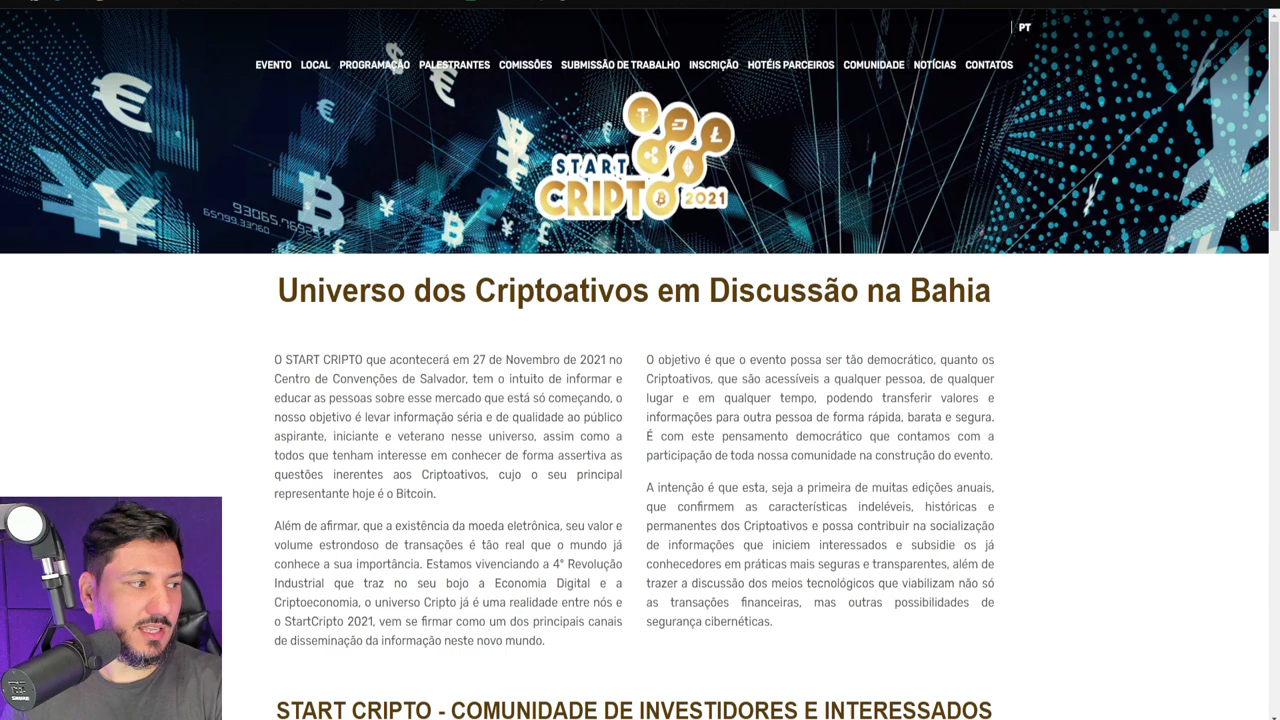 PT
EVENTO LOCAL PROGRAMAÇÃO PALESTRANTES COMISSÕES SUBMISSÃO DE TRABALHO INSCRIÇÃO HOTÉIS PARCEIROS COMUNIDADE NOTÍCIAS CONTATOS
START
CRIPTO 2021
93065.76
65799.33760
Universo dos Criptoativos em Discussão na Bahia
O START CRIPTO que acontecerá em 27 de Novembro de 2021 no
Centro de Convenções de Salvador, tem o intuito de informar e
educar as pessoas sobre esse mercado que está só começando, o
nosso objetivo é levar informação séria e de qualidade ao público
aspirante, iniciante e veterano nesse universo, assim como a
todos que tenham interesse em conhecer de forma assertiva as
questões inerentes aos Criptoativos, cujo o seu principal
representante hoje é o Bitcoin.
Além de afirmar, que a existência da moeda eletrônica, seu valor e
volume estrondoso de transações é tão real que o mundo já
conhece a sua importância. Estamos vivenciando a 4ª Revolução
Industrial que traz no seu bojo a Economia Digital e a
Criptoeconomia, o universo Cripto já é uma realidade entre nós e
o StartCripto 2021, vem se firmar como um dos principais canais
de disseminação da informação neste novo mundo.
O objetivo é que o evento possa ser tão democrático, quanto os
Criptoativos, que são acessíveis a qualquer pessoa, de qualquer
lugar e em qualquer tempo, podendo transferir valores e
informações para outra pessoa de forma rápida, barata e segura.
É com este pensamento democrático que contamos com a
participação de toda nossa comunidade na construção do evento.
A intenção é que esta, seja a primeira de muitas edições anuais,
que confirmem as características indeléveis, históricas e
permanentes dos Criptoativos e possa contribuir na socialização
de informações que iniciem interessados e subsidie os já
conhecedores em práticas mais seguras e transparentes, além de
trazer a discussão dos meios tecnológicos que viabilizam não só
as transações financeiras, mas outras possibilidades de
segurança cibernéticas.
START CRIPTO - COMUNIDADE DE INVESTIDORES E INTERESSADOS
SHURE